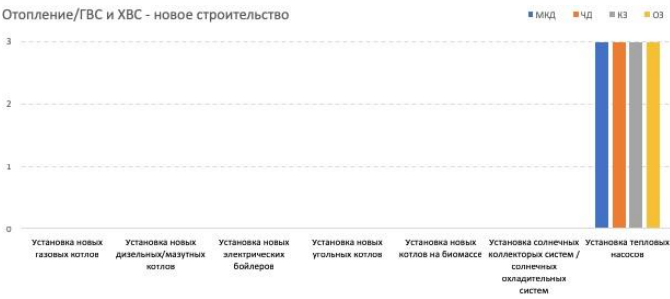 Отопление/ГВС и ХВС - новое строительство
МКД ЧД КЗ ОЗ
3
2
1
0
Установка новых газовых котлов
Установка новых дизельных/мазутных котлов
Установка новых электрических бойлеров
Установка новых угольных котлов
Установка новых котлов на биомассе
Установка солнечных коллекторых систем / солнечных охладительных систем
Установка тепловых насосов